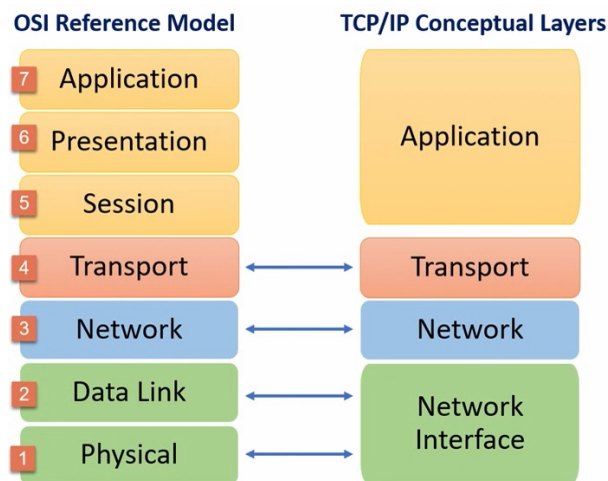 OSI Reference Model
TCP/IP Conceptual Layers
7 Application
6 Presentation
5 Session
4 Transport
3 Network
2 Data Link
1 Physical
Application
Transport
Network
Network
Interface